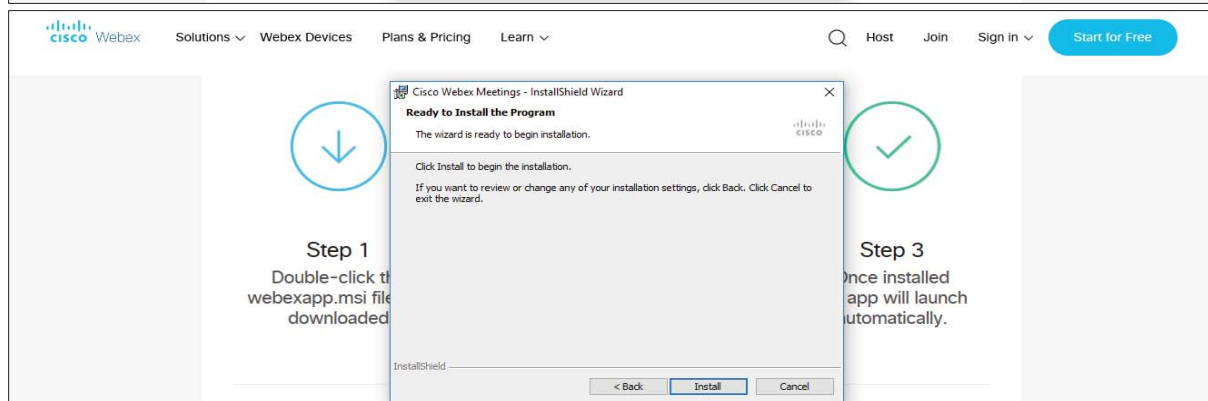 CISCO Webex Solutions Webex Devices Plans & Pricing Learn Host Join Sign in Start for Free
Cisco Webex Meetings - InstallShield Wizard
Ready to Install the Program
The wizard is ready to begin installation.
CISCO
Click Install to begin the installation.
If you want to review or change any of your installation settings, click Back. Click Cancel to
exit the wizard.
InstallShield
< Back Install Cancel
Step 1
Double-click
webexapp.msi
downloaded
Step 3
installed
app will launch